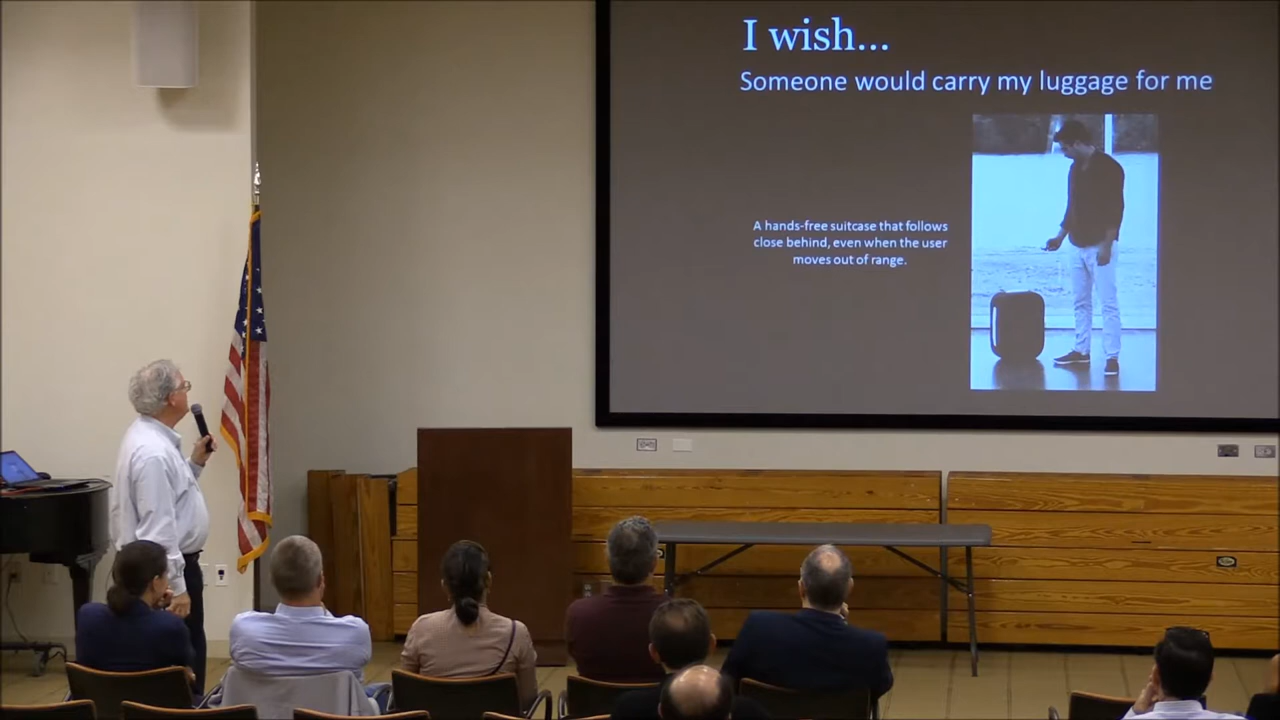 I wish...
Someone would carry my luggage for me
A hands-free suitcase that follows
close behind, even when the user
moves out of range.